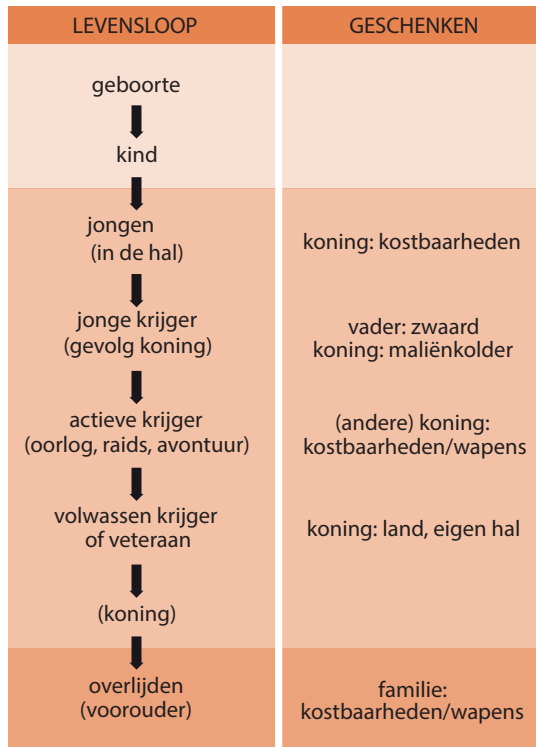 LEVENSLOOP
GESCHENKEN
geboorte
kind
jongen
(in de hal)
koning: kostbaarheden
jonge krijger
(gevolg koning)
vader: zwaard
koning: maliënkolder
actieve krijger
(oorlog, raids, avontuur)
(andere) koning:
kostbaarheden/wapens
volwassen krijger
of veteraan
koning: land, eigen hal
(koning)
overlijden
(voorouder)
familie:
kostbaarheden/wapens